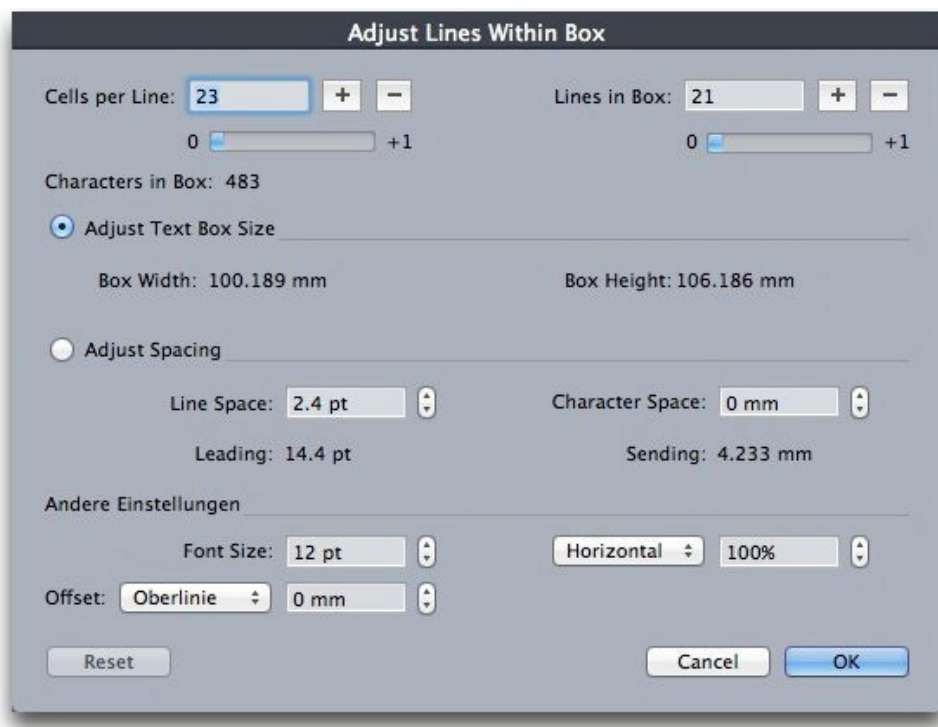 Adjust Lines Within Box
Cells per Line: 23 + − Lines in Box: 21 + −
0 +1 0 +1
Characters in Box: 483
Adjust Text Box Size
Box Width: 100.189 mm Box Height: 106.186 mm
Adjust Spacing
Line Space: 2.4 pt Character Space: 0 mm
Leading: 14.4 pt Sending: 4.233 mm
Andere Einstellungen
Font Size: 12 pt Horizontal 100%
Offset: Oberlinie 0 mm
Reset Cancel OK